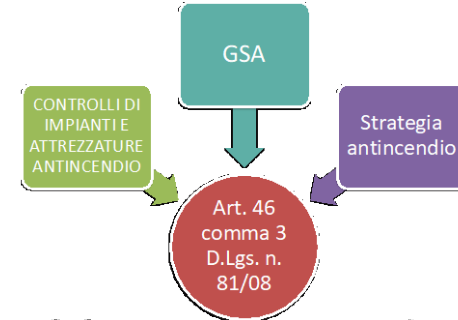 GSA
CONTROLLI DI
IMPIANTI E
ATTREZZATURE
ANTINCENDIO
Strategia
antincendio
Art. 46
comma 3
D.Lgs. n.
81/08